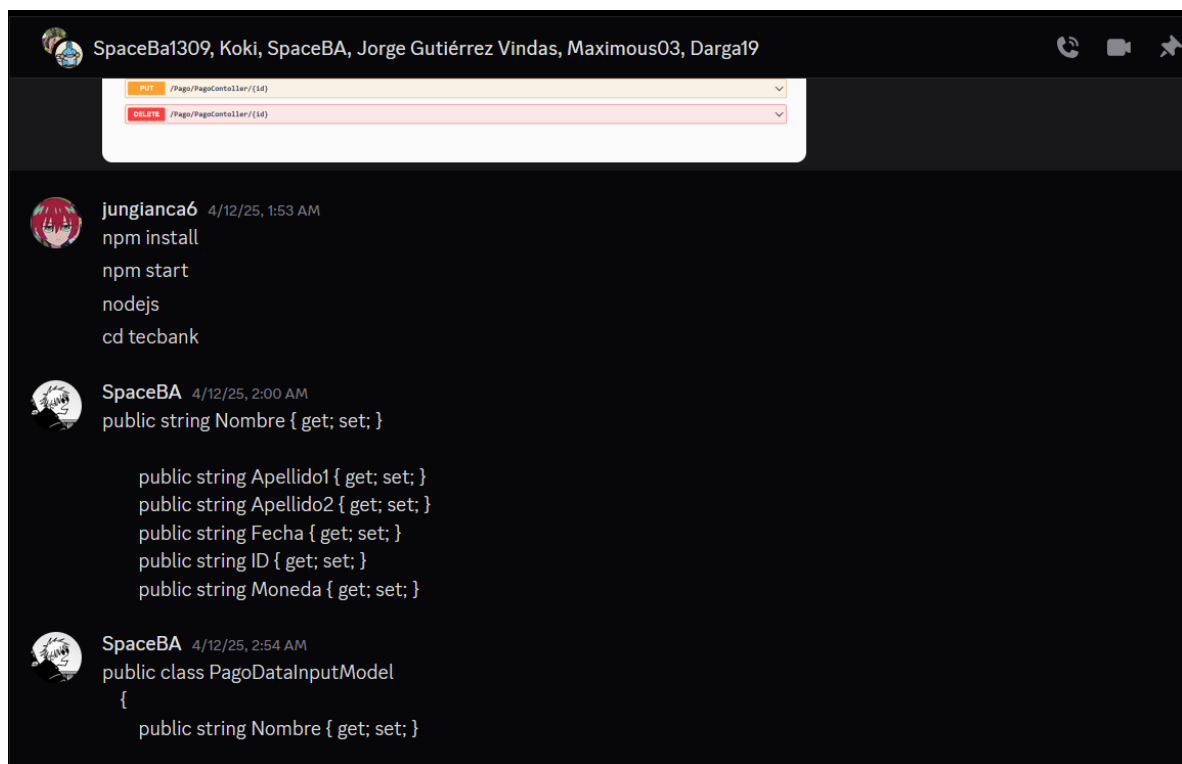 SpaceBa1309, Koki, SpaceBA, Jorge Gutiérrez Vindas, Maximous03, Darga19
PUT /Pago/PagoContoller/{id}
DELETE /Pago/PagoContoller/{id}
jungianca6 4/12/25, 1:53 AM
npm install
npm start
nodejs
cd tecbank
SpaceBA 4/12/25, 2:00 AM
public string Nombre { get; set; }
public string Apellido1 { get; set; }
public string Apellido2 { get; set; }
public string Fecha { get; set; }
public string ID { get; set; }
public string Moneda { get; set; }
SpaceBA 4/12/25, 2:54 AM
public class PagoDataInputModel
{
public string Nombre { get; set; }